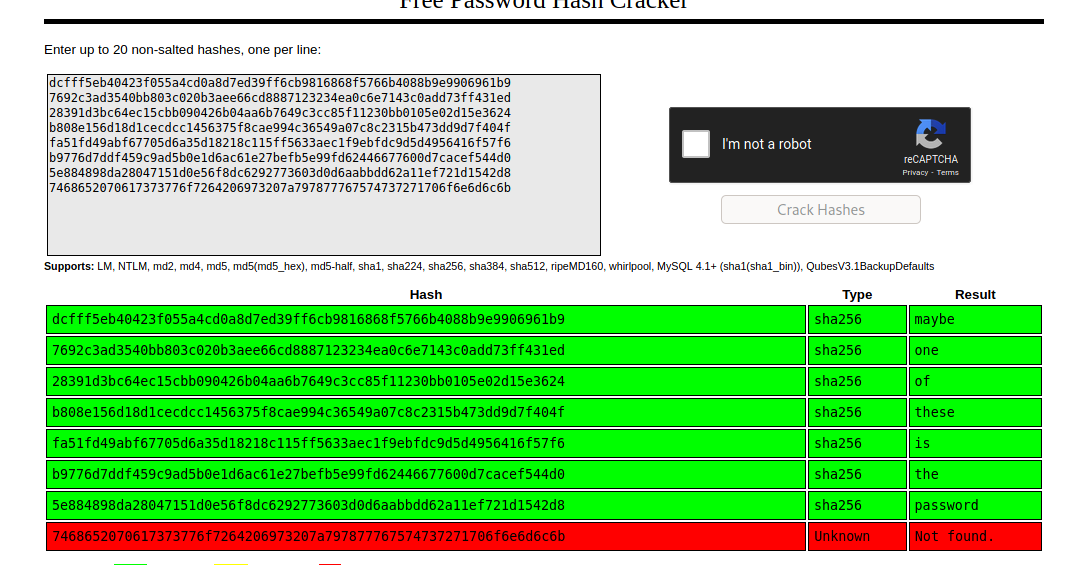 Free Password Hash Cracker
Enter up to 20 non-salted hashes, one per line:
dcfff5eb40423f055a4cd0a8d7ed39ff6cb9816868f5766b4088b9e9906961b9
7692c3ad3540bb803c020b3aee66cd8887123234ea0c6e7143c0add73ff431ed
28391d3bc64ec15cbb090426b04aa6b7649c3cc85f11230bb0105e02d15e3624
b808e156d18d1cecdcc1456375f8cae994c36549a07c8c2315b473dd9d7f404f
fa51fd49abf67705d6a35d18218c115ff5633aec1f9ebfdc9d5d4956416f57f6
b9776d7ddf459c9ad5b0e1d6ac61e27befb5e99fd62446677600d7cacef544d0
5e884898da28047151d0e56f8dc6292773603d0d6aabbdd62a11ef721d1542d8
7468652070617373776f7264206973207a797877767574737271706f6e6d6c6b
I'm not a robot
reCAPTCHA
Privacy - Terms
Crack Hashes
Supports: LM, NTLM, md2, md4, md5, md5(md5_hex), md5-half, sha1, sha224, sha256, sha384, sha512, ripeMD160, whirlpool, MySQL 4.1+ (sha1(sha1_bin)), QubesV3.1BackupDefaults
Hash Type Result
dcfff5eb40423f055a4cd0a8d7ed39ff6cb9816868f5766b4088b9e9906961b9 sha256 maybe
7692c3ad3540bb803c020b3aee66cd8887123234ea0c6e7143c0add73ff431ed sha256 one
28391d3bc64ec15cbb090426b04aa6b7649c3cc85f11230bb0105e02d15e3624 sha256 of
b808e156d18d1cecdcc1456375f8cae994c36549a07c8c2315b473dd9d7f404f sha256 these
fa51fd49abf67705d6a35d18218c115ff5633aec1f9ebfdc9d5d4956416f57f6 sha256 is
b9776d7ddf459c9ad5b0e1d6ac61e27befb5e99fd62446677600d7cacef544d0 sha256 the
5e884898da28047151d0e56f8dc6292773603d0d6aabbdd62a11ef721d1542d8 sha256 password
7468652070617373776f7264206973207a797877767574737271706f6e6d6c6b Unknown Not found.